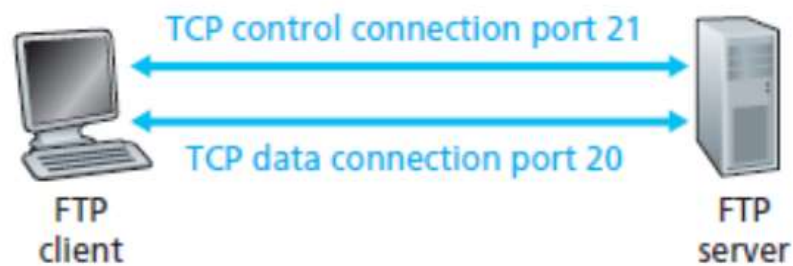 TCP control connection port 21
TCP data connection port 20
FTP
client
FTP
server